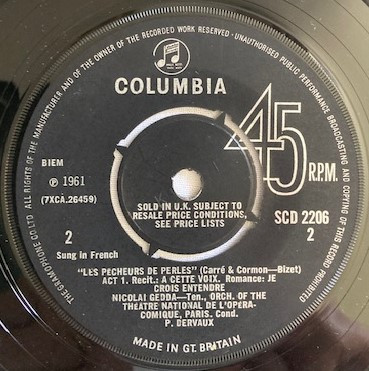 THE GRAMOPHONE CO LTD. ALL RIGHTS OF THE MANUFACTURER AND OF THE OWNER OF THE RECORDED WORK RESERVED · UNAUTHORISED PUBLIC PERFORMANCE BROADCASTING AND COPYING OF THIS RECORD PROHIBITED
COLUMBIA
45
R.P.M.
BIEM
℗ 1961
(7XCA.26459)
SOLD IN U.K. SUBJECT TO
RESALE PRICE CONDITIONS,
SEE PRICE LISTS
SCD 2206
2
2
Sung in French
"LES PECHEURS DE PERLES" (Carré & Cormon—Bizet)
ACT 1. Recit.: A CETTE VOIX. Romance: JE
CROIS ENTENDRE
NICOLAI GEDDA—Ten., ORCH. OF THE
THEATRE NATIONAL DE L'OPERA-
COMIQUE, PARIS. Cond.
P. DERVAUX
MADE IN GT. BRITAIN